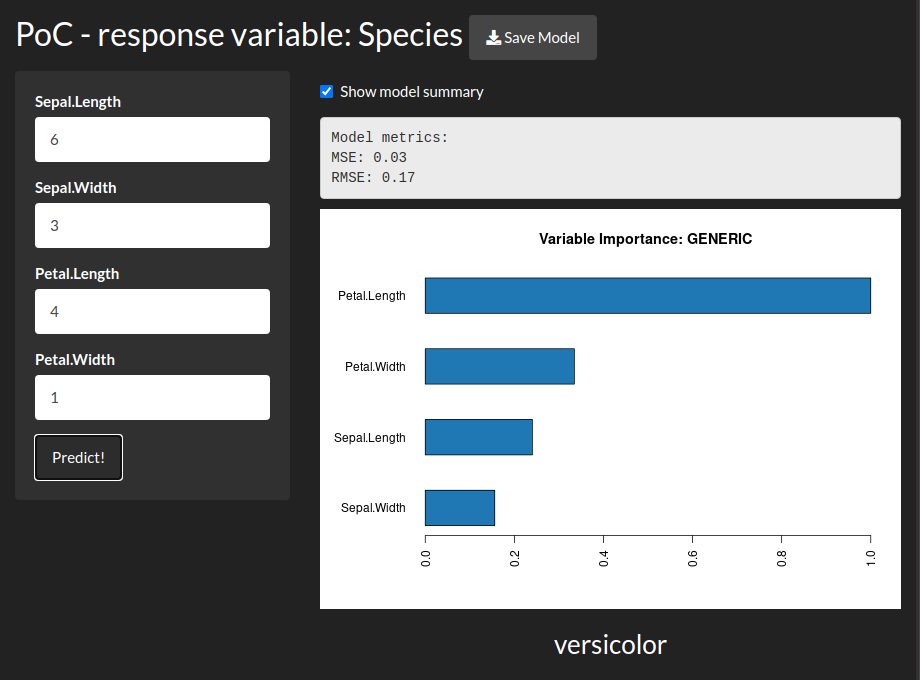 PoC - response variable: Species
Save Model
Sepal.Length
6
Sepal.Width
3
Petal.Length
4
Petal.Width
1
Predict!
Show model summary
Model metrics:
MSE: 0.03
RMSE: 0.17
Variable Importance: GENERIC
Petal.Length
Petal.Width
Sepal.Length
Sepal.Width
0.0 0.2 0.4 0.6 0.8 1.0
versicolor